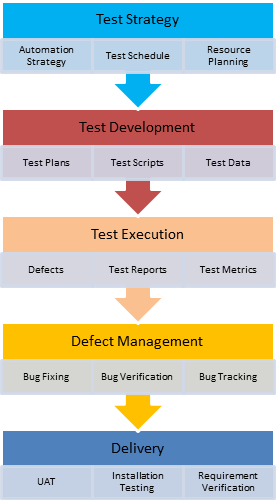 Test Strategy
Automation Strategy
Test Schedule
Resource Planning
Test Development
Test Plans
Test Scripts
Test Data
Test Execution
Defects
Test Reports
Test Metrics
Defect Management
Bug Fixing
Bug Verification
Bug Tracking
Delivery
UAT
Installation Testing
Requirement Verification